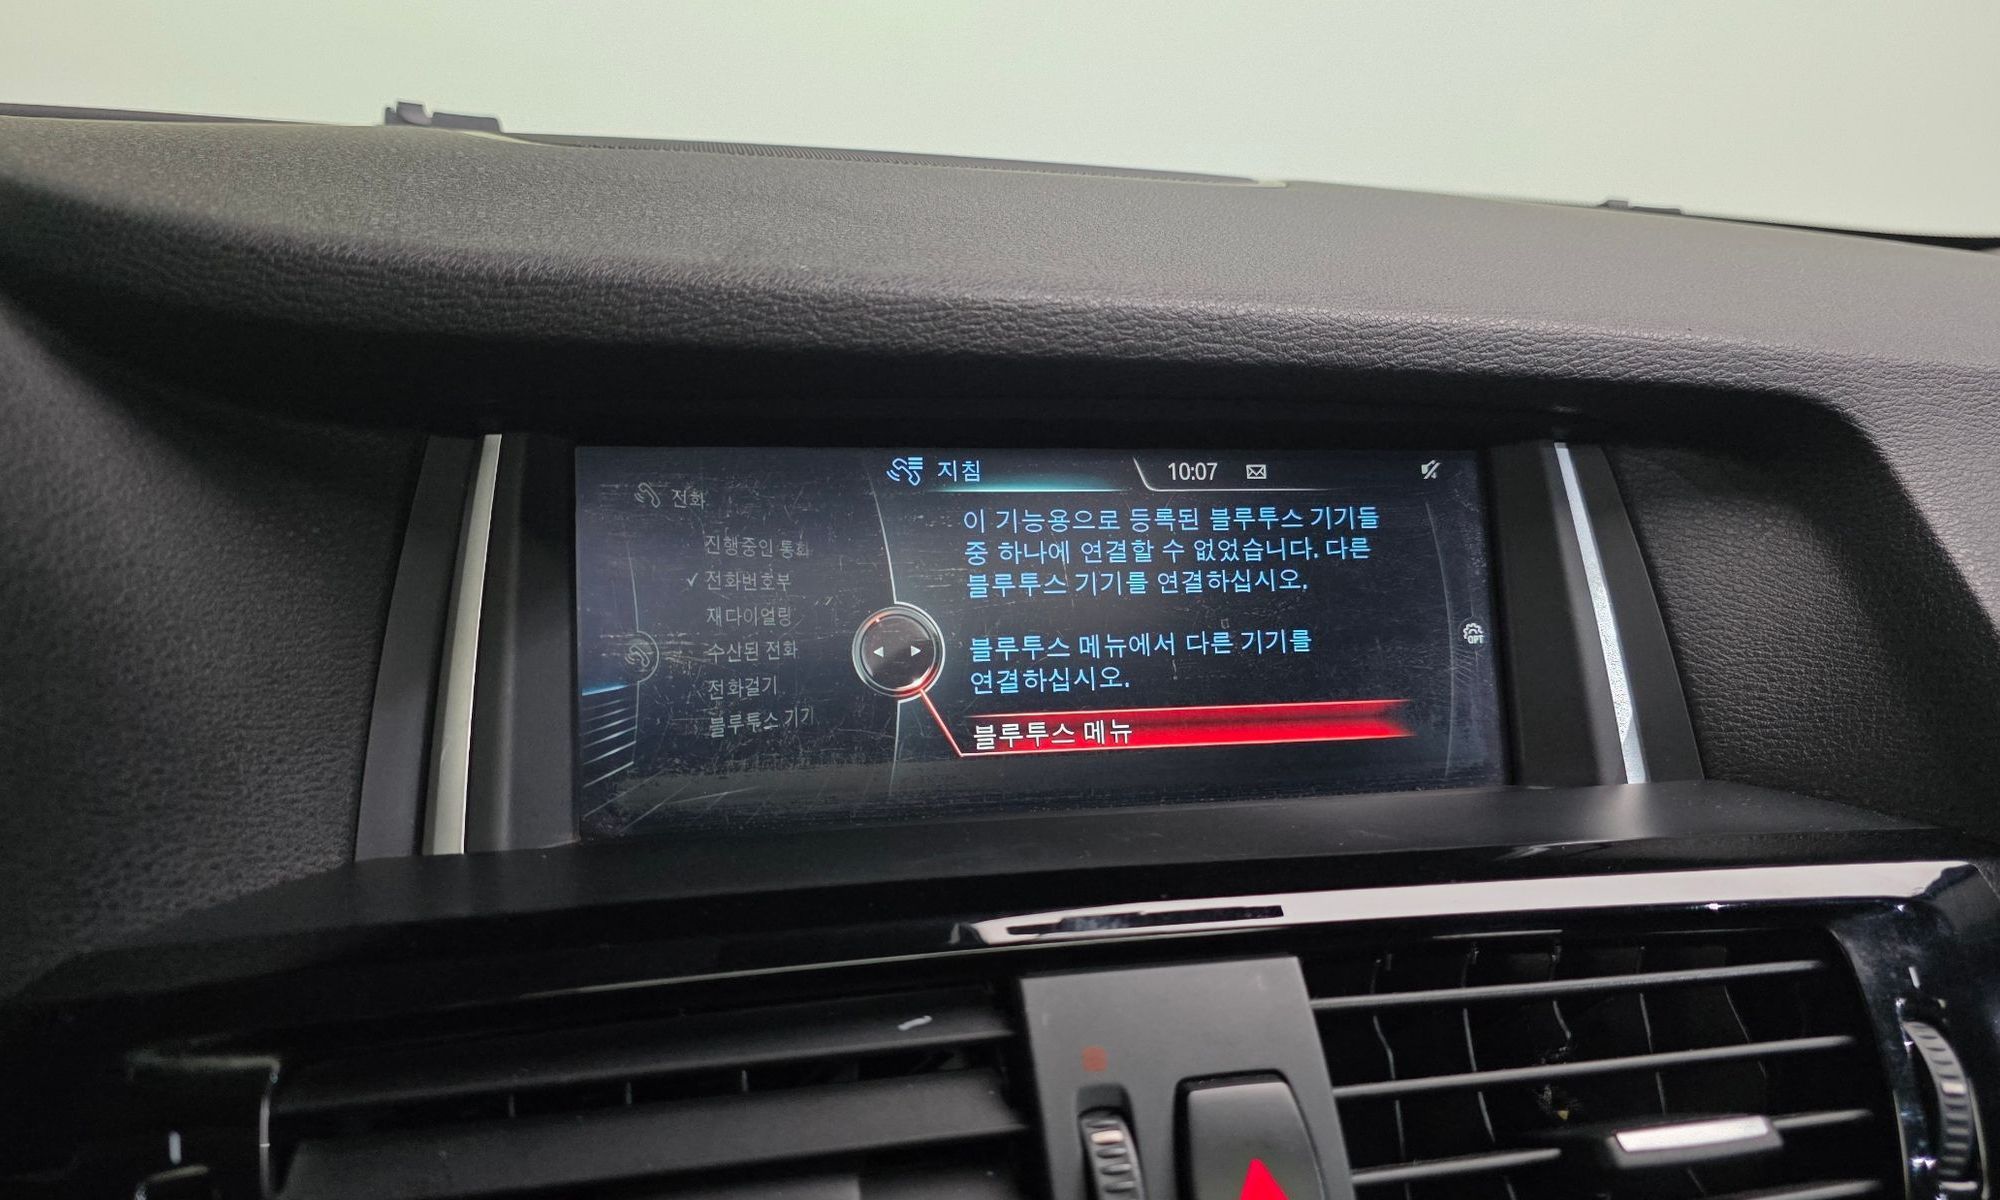 지침
10:07
전화
진행중인 통화
전화번호부
재다이얼링
수신된 전화
전화걸기
블루투스 기기
이 기능용으로 등록된 블루투스 기기들
중 하나에 연결할 수 없었습니다. 다른
블루투스 기기를 연결하십시오.
블루투스 메뉴에서 다른 기기를
연결하십시오.
블루투스 메뉴
OPT